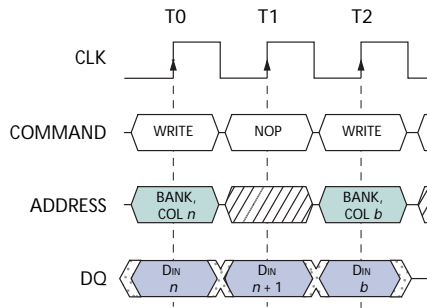 T0 T1 T2
CLK
COMMAND WRITE NOP WRITE
ADDRESS BANK, COL n BANK, COL b
DQ DIN n DIN n + 1 DIN b